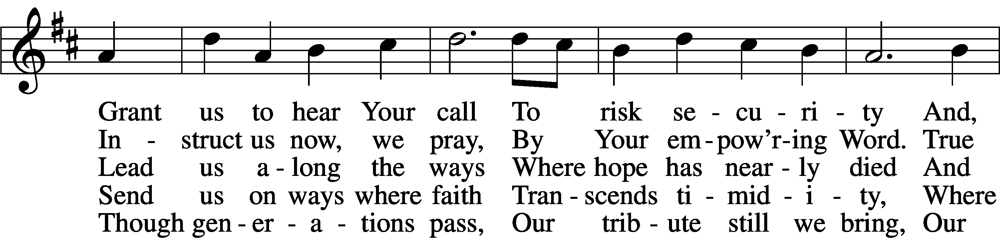 Grant us to hear Your call To risk se - cu - ri - ty And,
In - struct us now, we pray, By Your em - pow’r - ing Word. True
Lead us a - long the ways Where hope has near - ly died And
Send us on ways where faith Tran - scends ti - mid - i - ty, Where
Though gen - er - a - tions pass, Our trib - ute still we bring, Our